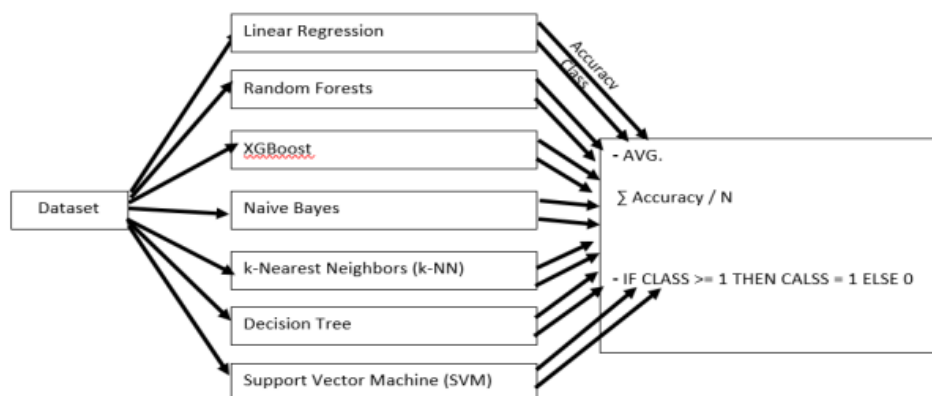 Linear Regression
Accuracy
Class
Random Forests
XGBoost
- AVG.
∑ Accuracy / N
Dataset
Naive Bayes
k-Nearest Neighbors (k-NN)
- IF CLASS >= 1 THEN CALSS = 1 ELSE 0
Decision Tree
Support Vector Machine (SVM)